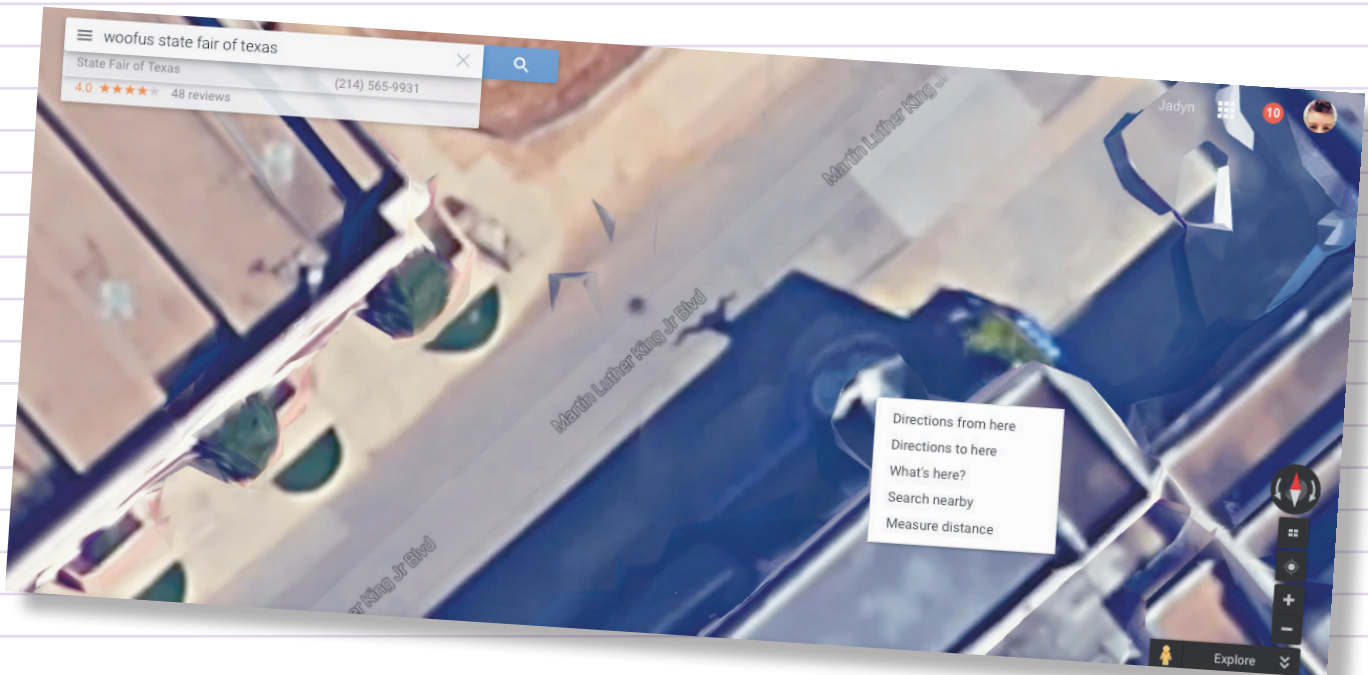 woofus state fair of texas
State Fair of Texas
(214) 565-9931
4.0 48 reviews
Jadyn
10
Martin Luther King J
Martin Luther King Jr Blvd
er King Jr Blvd
Directions from here
Directions to here
What's here?
Search nearby
Measure distance
Explore